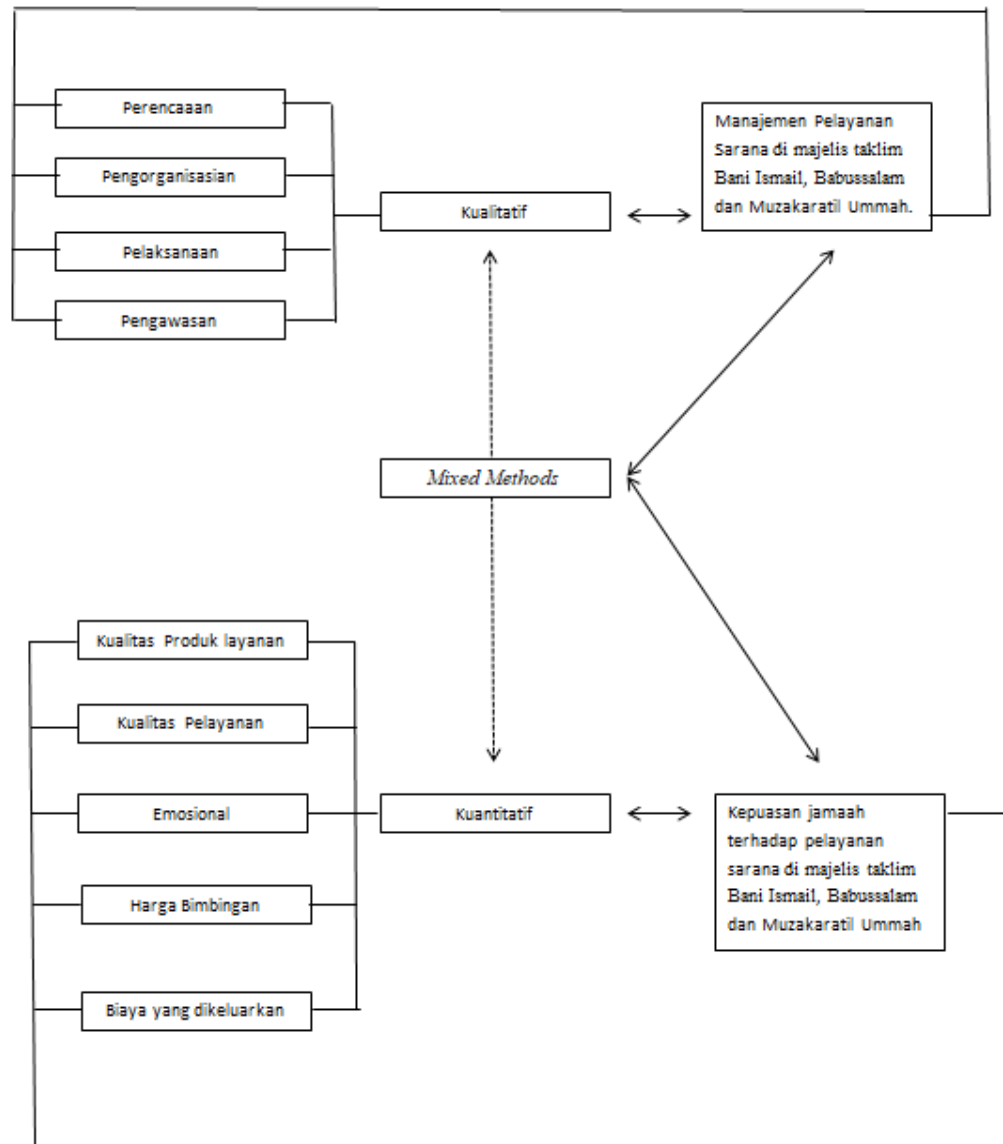 Perencaaan
Pengorganisasian
Pelaksanaan
Pengawasan
Kualitatif
Manajemen Pelayanan
Sarana di majelis taklim
Bani Ismail, Babussalam
dan Muzakaratil Ummah.
Mixed Methods
Kualitas Produk layanan
Kualitas Pelayanan
Emosional
Harga Bimbingan
Biaya yang dikeluarkan
Kuantitatif
Kepuasan jamaah
terhadap pelayanan
sarana di majelis taklim
Bani Ismail, Babussalam
dan Muzakaratil Ummah